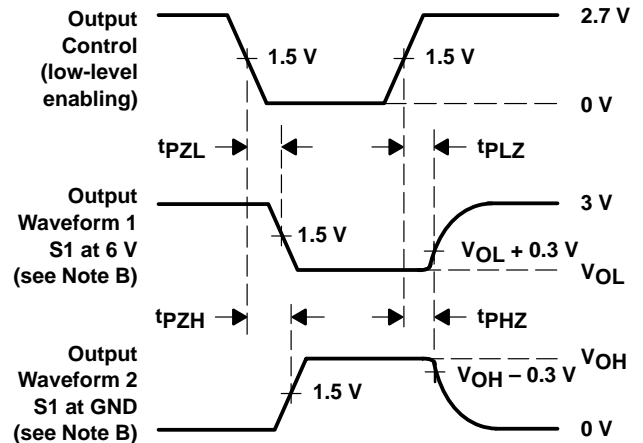 Output
Control
(low-level
enabling)
1.5 V
1.5 V
2.7 V
0 V
tPZL
tPLZ
Output
Waveform 1
S1 at 6 V
(see Note B)
1.5 V
3 V
VOL + 0.3 V
VOL
tPZH
tPHZ
Output
Waveform 2
S1 at GND
(see Note B)
1.5 V
VOH
VOH – 0.3 V
0 V